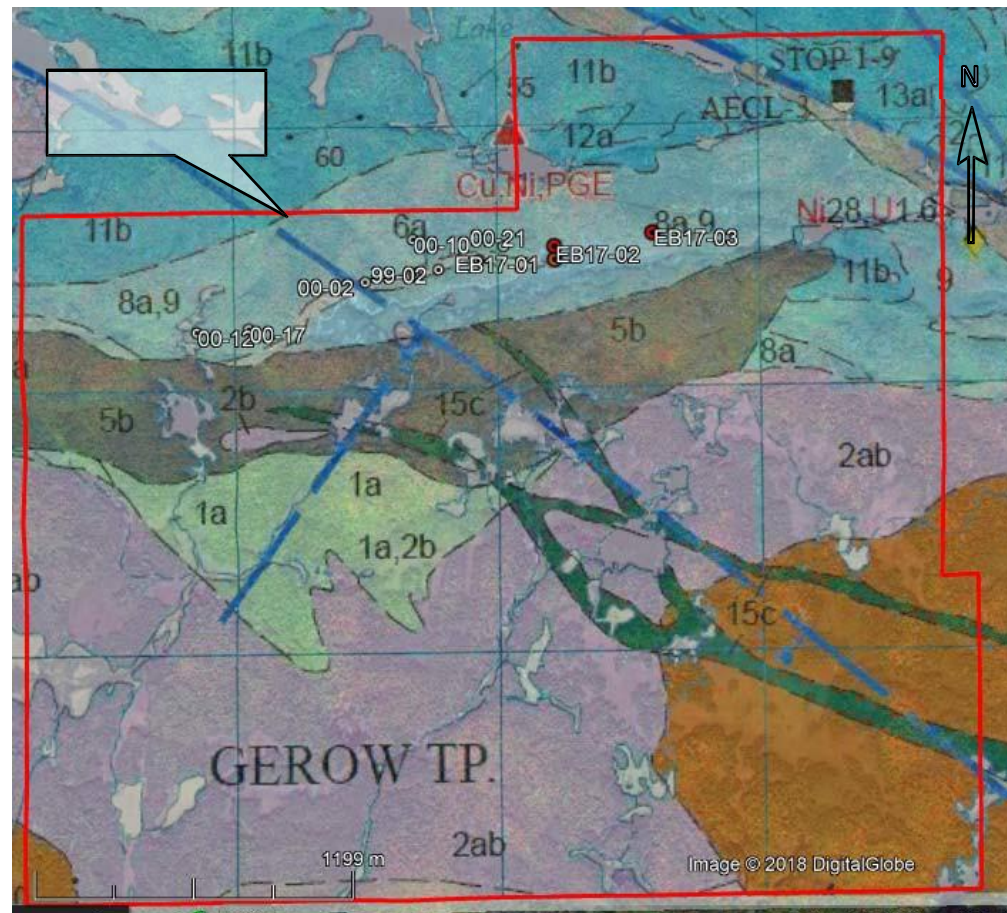 Lake
11b
55
11b
STOP 1-9
N
13a
AECL-3
60
12a
Cu,Ni;PGE
Ni28,U1.6
11b
6a
8a,9
00-10
00-21
EB17-03
EB17-02
EB17-01
99-02
00-02
11b
9
8a,9
00-12
00-17
5b
8a
5b
2b
15c
2ab
1a
1a
1a,2b
15c
GEROW TP.
2ab
1199 m
Image © 2018 DigitalGlobe